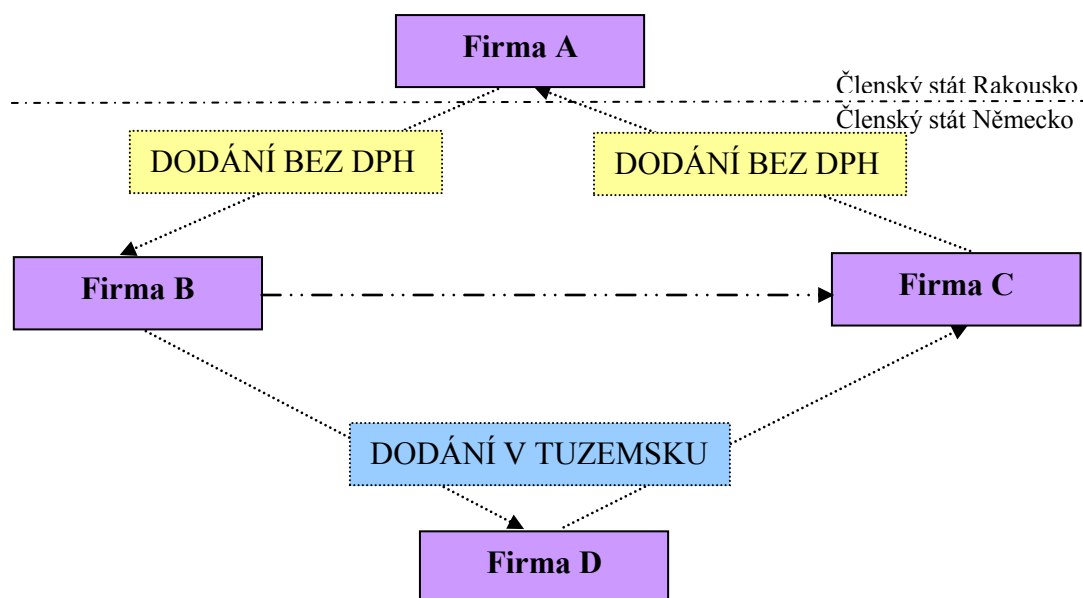 Firma A
Členský stát Rakousko
Členský stát Německo
DODÁNÍ BEZ DPH
DODÁNÍ BEZ DPH
Firma B
Firma C
DODÁNÍ V TUZEMSKU
Firma D